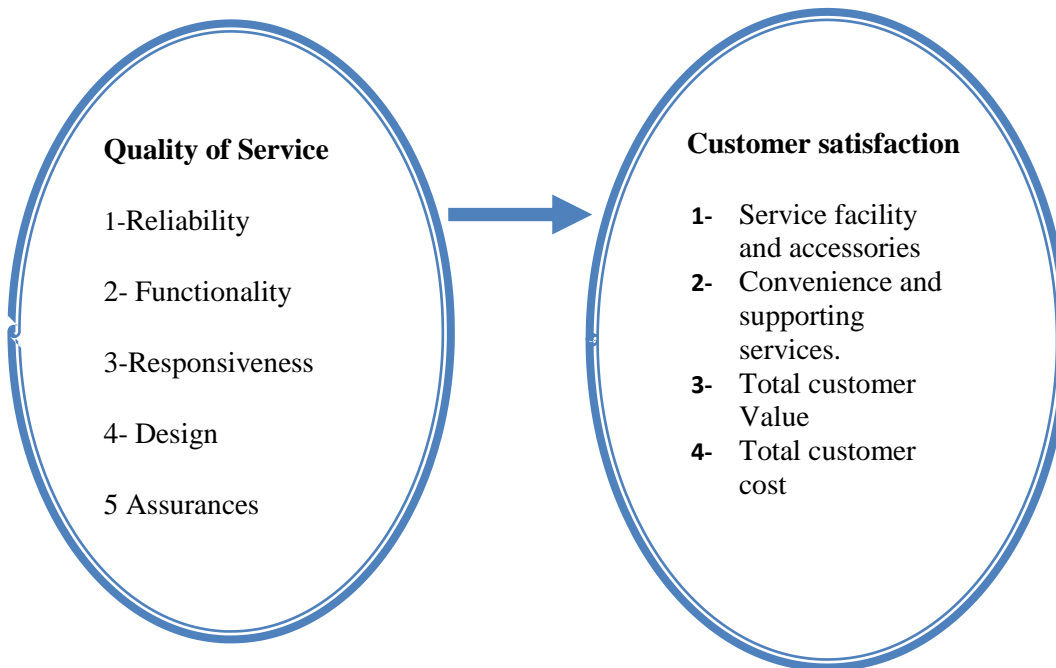 Quality of Service
1-Reliability
2- Functionality
3-Responsiveness
4- Design
5 Assurances
Customer satisfaction
1- Service facility
and accessories
2- Convenience and
supporting
services.
3- Total customer
Value
4- Total customer
cost